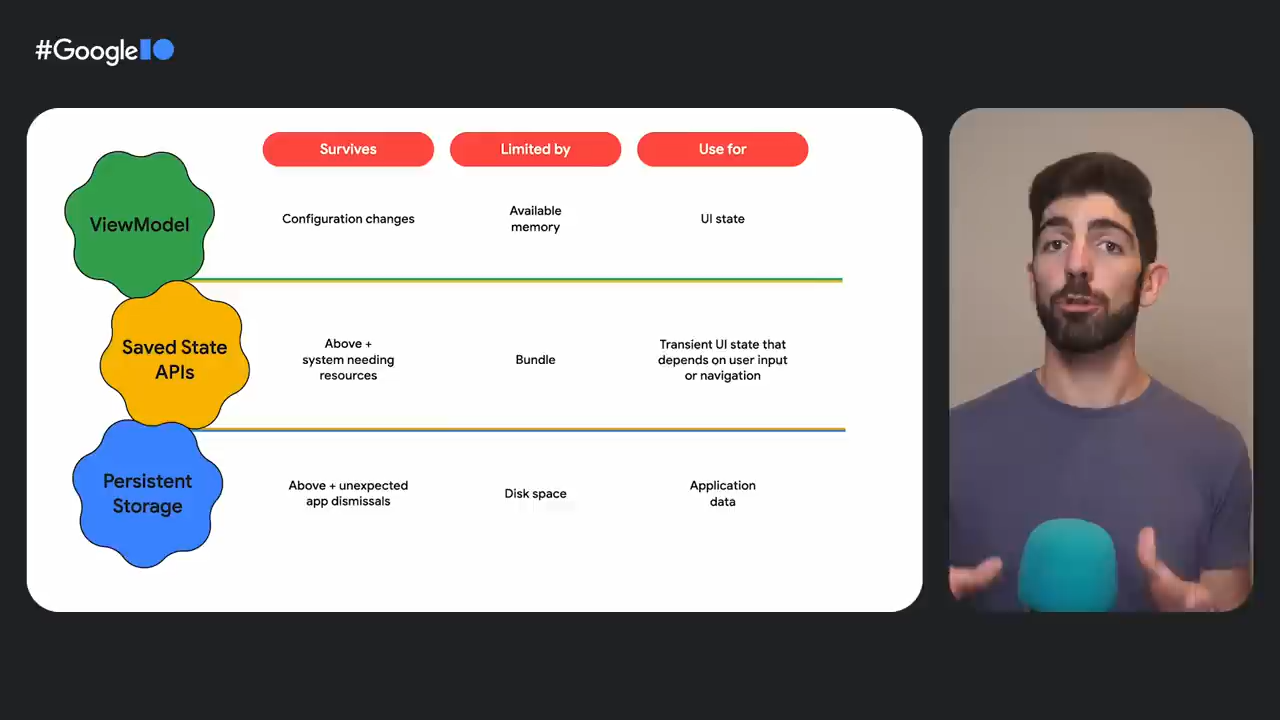 #Google IO
Survives
Limited by
Use for
ViewModel
Configuration changes
Available
memory
UI state
Saved State
APIs
Above +
system needing
resources
Bundle
Transient UI state that
depends on user input
or navigation
Persistent
Storage
Above + unexpected
app dismissals
Disk space
Application
data